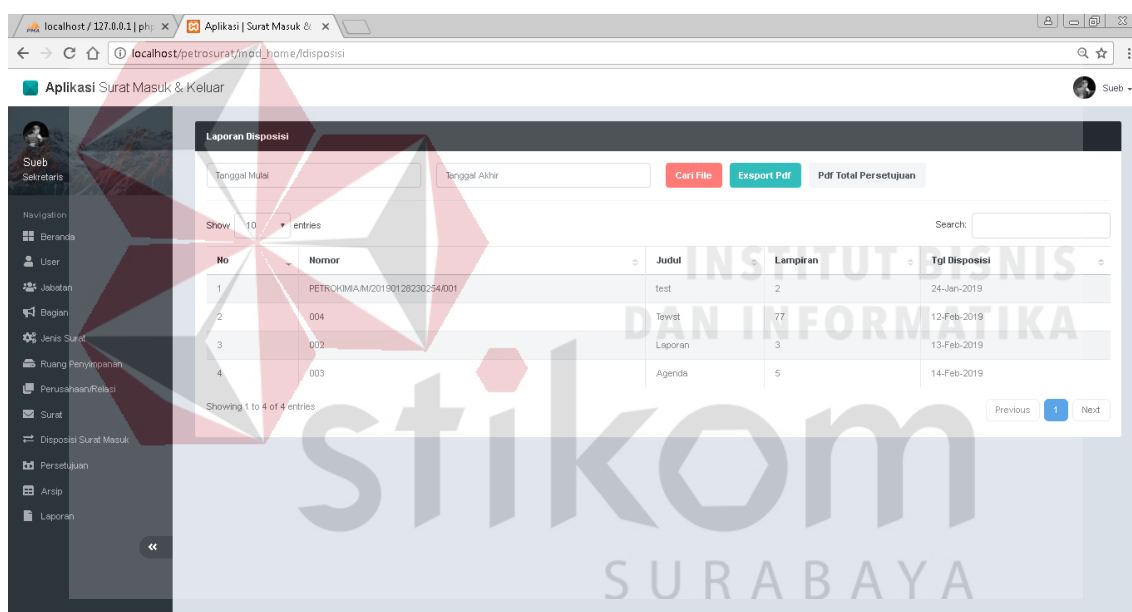 localhost / 127.0.0.1 | php
Aplikasi | Surat Masuk &
localhost/petrosurat/mod_home/ldisposisi
Aplikasi Surat Masuk & Keluar
Sueb
Sueb
Sekretaris
Navigation
Beranda
User
Jabatan
Bagian
Jenis Surat
Ruang Penyimpanan
Perusahaan/Relasi
Surat
Disposisi Surat Masuk
Persetujuan
Arsip
Laporan
Laporan Disposisi
Tanggal Mulai Tanggal Akhir Cari File Exsport Pdf Pdf Total Persetujuan
Show 10 entries Search:
No Nomor Judul Lampiran Tgl Disposisi
1 PETROKIMIA/M/20190128230254/001 test 2 24-Jan-2019
2 004 Tewst 77 12-Feb-2019
3 002 Laporan 3 13-Feb-2019
4 003 Agenda 5 14-Feb-2019
Showing 1 to 4 of 4 entries Previous 1 Next
INSTITUT BISNIS
DAN INFORMATIKA
stikom
SURABAYA